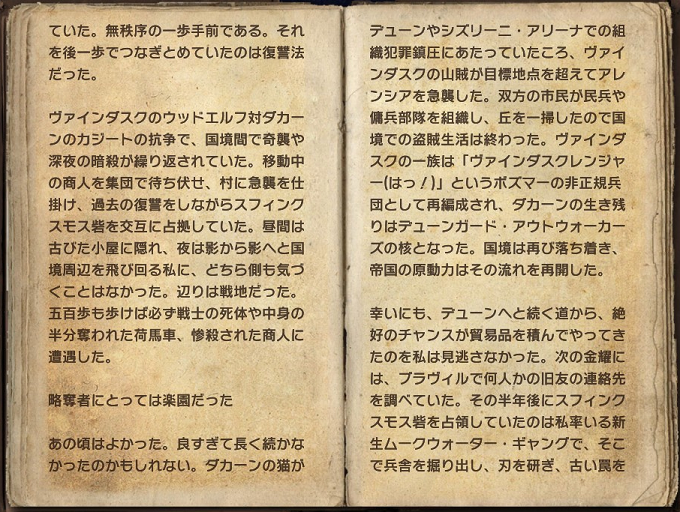 ていた。無秩序の一歩手前である。それ
を後一歩でつなぎとめていたのは復讐法
だった。
ヴァインダスクのウッドエルフ対ダカー
ンのカジートの抗争で、国境間で奇襲や
深夜の暗殺が繰り返されていた。移動中
の商人を集団で待ち伏せ、村に急襲を仕
掛け、過去の復讐をしながらスフィンク
スモス砦を交互に占拠していた。昼間は
古びた小屋に隠れ、夜は影から影へと国
境周辺を飛び回る私に、どちら側も気づ
くことはなかった。辺りは戦地だった。
五百歩も歩けば必ず戦士の死体や中身の
半分奪われた荷馬車、惨殺された商人に
遭遇した。
略奪者にとっては楽園だった
あの頃はよかった。良すぎて長く続かな
かったのかもしれない。ダカーンの猫が
デューンやシズリーニ・アリーナでの組
織犯罪鎮圧にあたっていたころ、ヴァイ
ンダスクの山賊が目標地点を超えてアレ
ンシアを急襲した。双方の市民が民兵や
傭兵部隊を組織し、丘を一掃したので国
境での盗賊生活は終わった。ヴァインダ
スクの一族は「ヴァインダスクレンジャ
ー(はっ！)」というボズマーの非正規兵
団として再編成され、ダカーンの生き残
りはデューンガード・アウトウォーカー
ズの核となった。国境は再び落ち着き、
帝国の原動力はその流れを再開した。
幸いにも、デューンへと続く道から、絶
好のチャンスが貿易品を積んでやってき
たのを私は見逃さなかった。次の金耀に
は、ブラヴィルで何人かの旧友の連絡先
を調べていた。その半年後にスフィンク
スモス砦を占領していたのは私率いる新
生ムークウォーター・ギャングで、そこ
で兵舎を掘り出し、刃を研ぎ、古い罠を